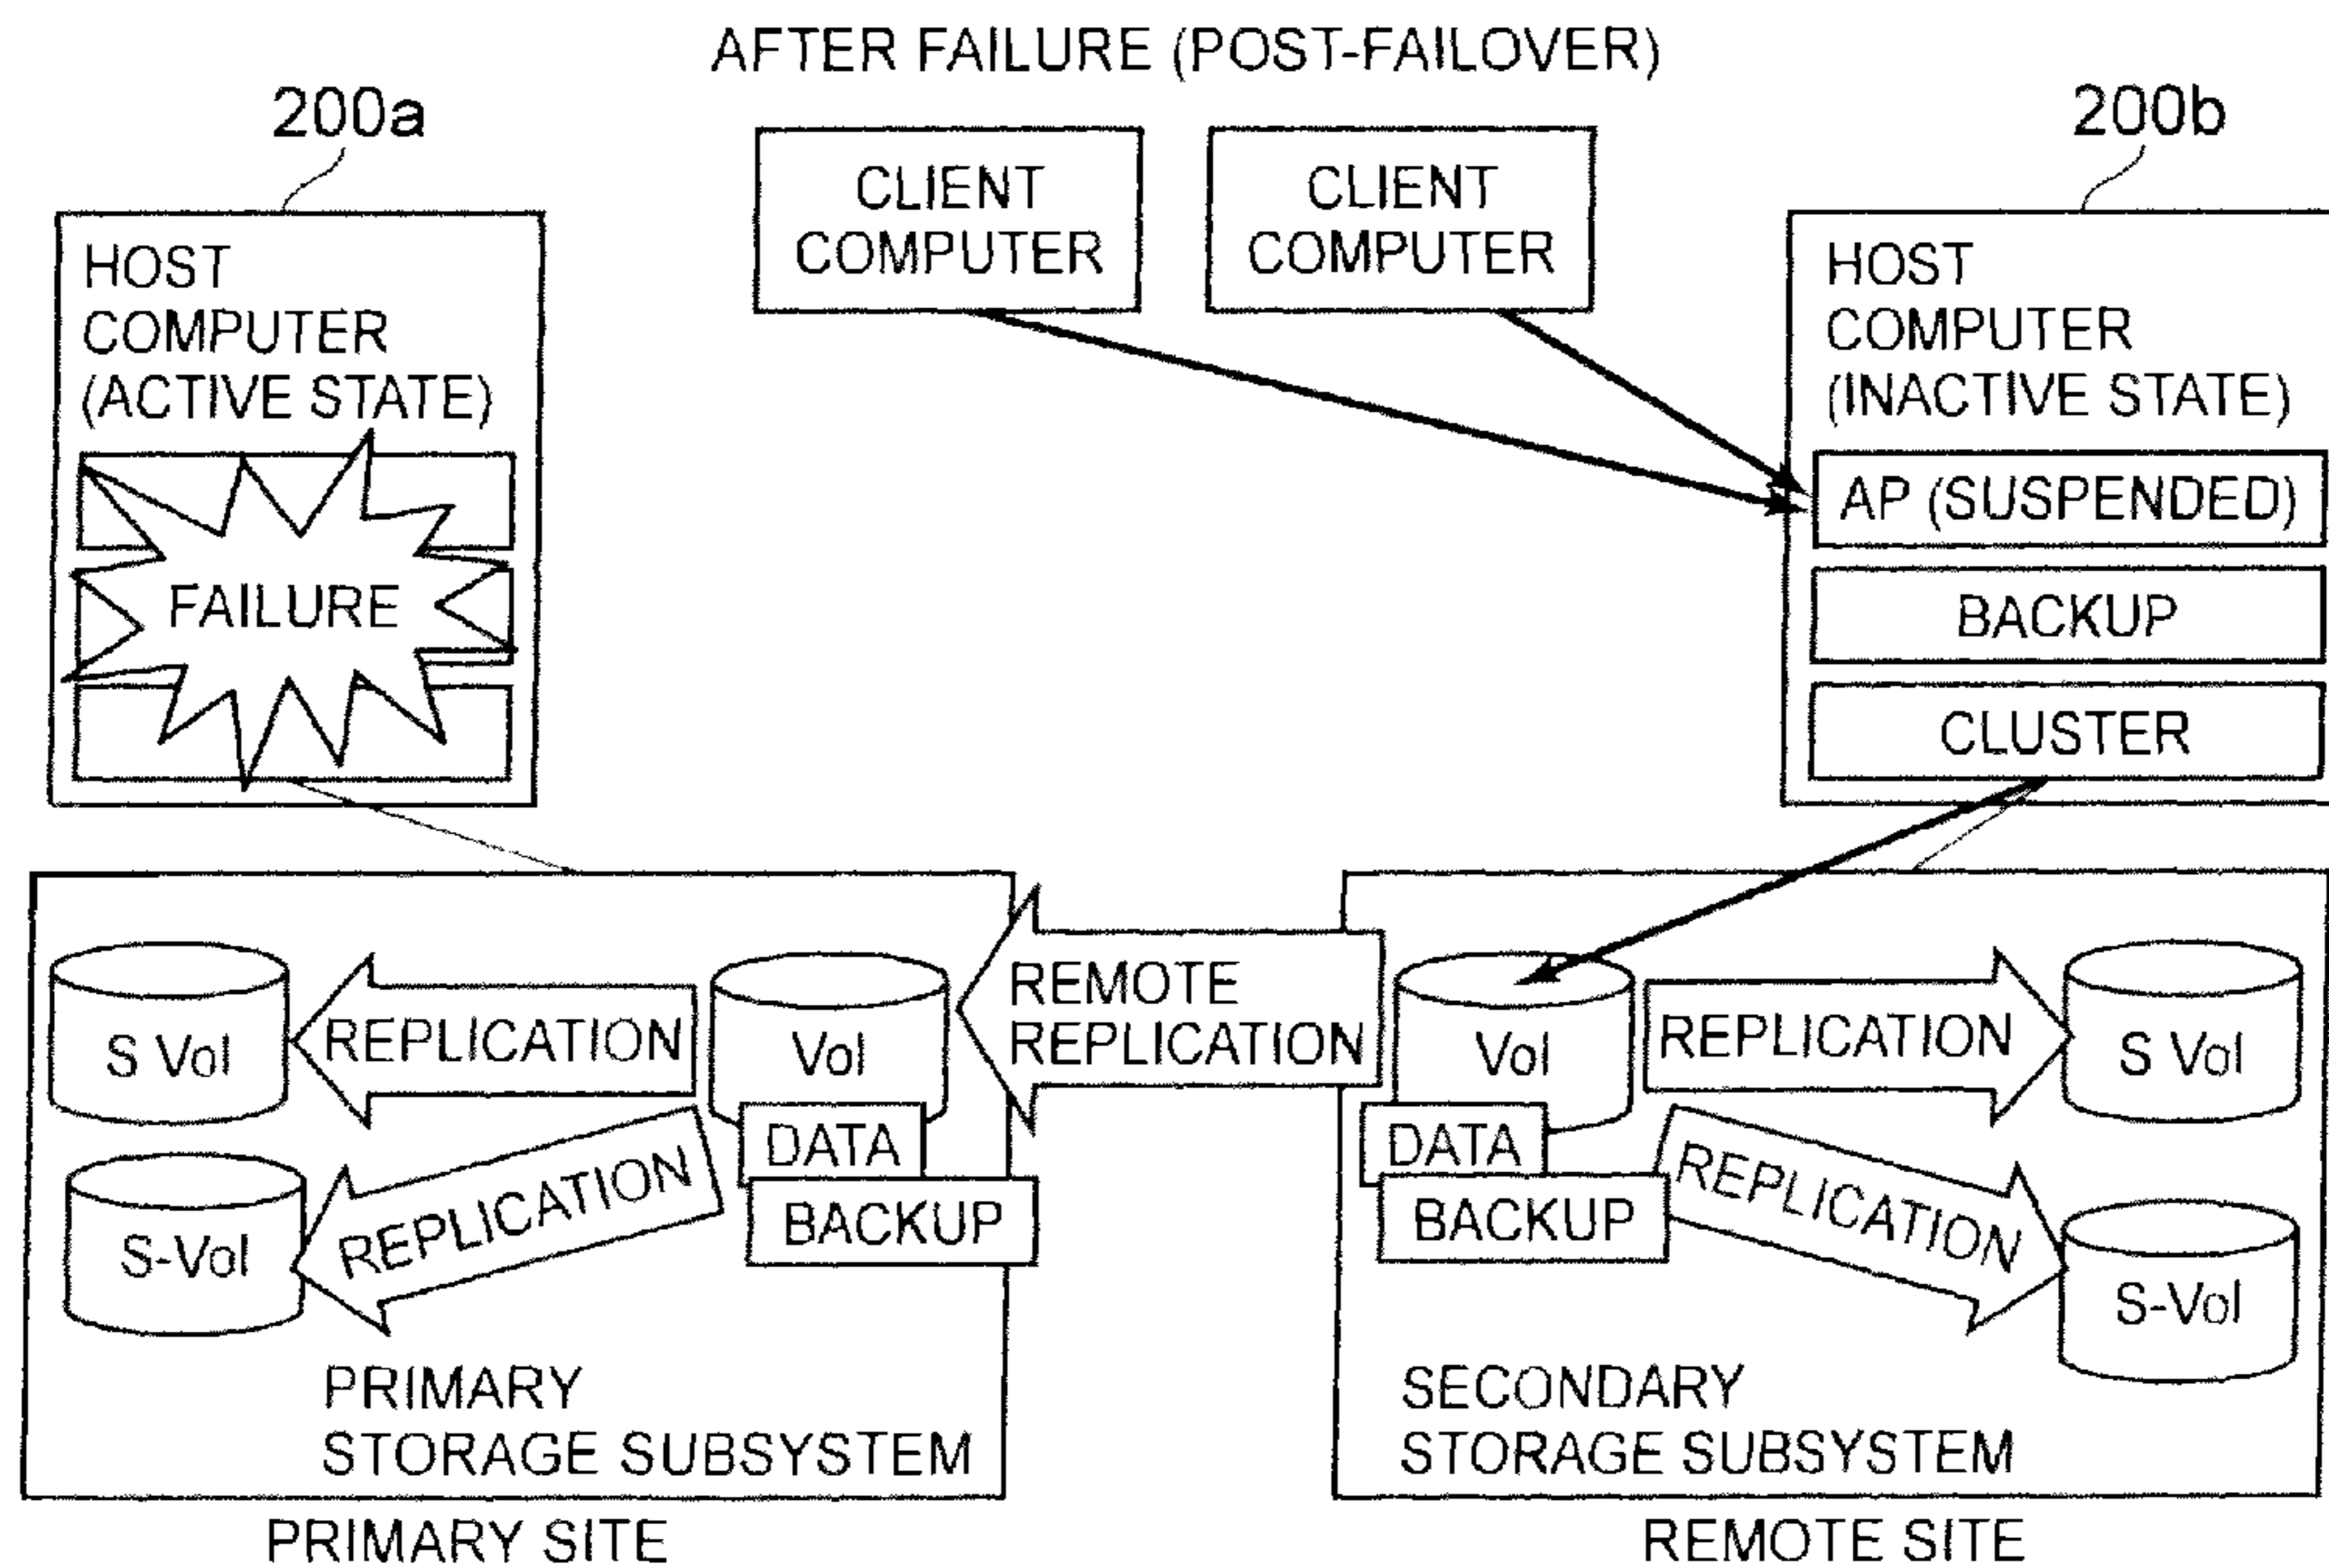 AFTER FAILURE (POST-FAILOVER)
200a
200b
CLIENT
COMPUTER
CLIENT
COMPUTER
HOST
COMPUTER
(ACTIVE STATE)
FAILURE
HOST
COMPUTER
(INACTIVE STATE)
AP (SUSPENDED)
BACKUP
CLUSTER
S Vol
REPLICATION
Vol
REMOTE
REPLICATION
Vol
REPLICATION
S Vol
DATA
BACKUP
DATA
BACKUP
S-Vol
REPLICATION
REPLICATION
S-Vol
PRIMARY
STORAGE SUBSYSTEM
SECONDARY
STORAGE SUBSYSTEM
PRIMARY SITE
REMOTE SITE